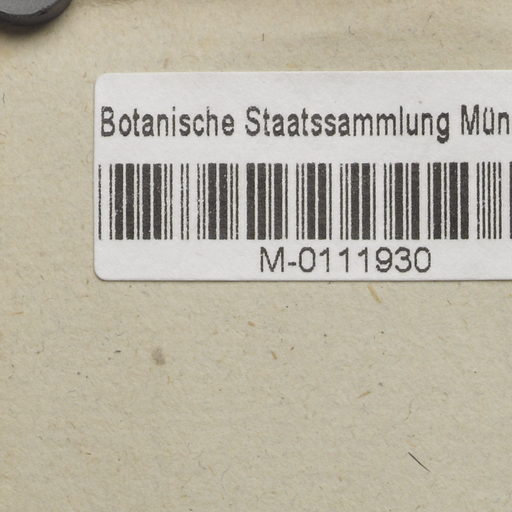 Botanische Staatssammlung Mün
M-0111930